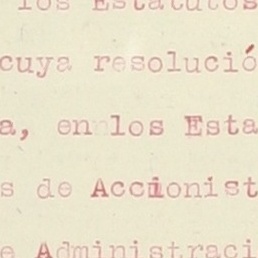 los Estatutos
cuya resolució
a, en los Esta
s de Accionist
e Administraci